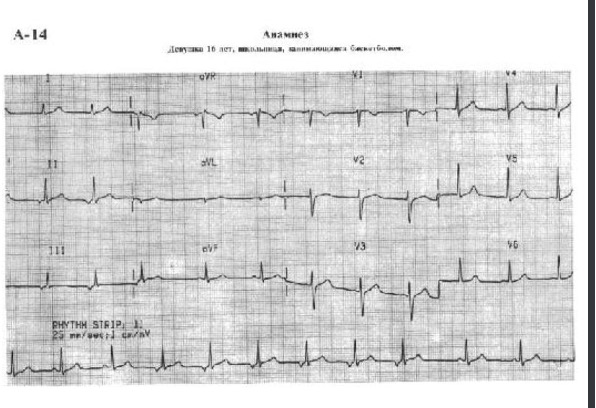 А-14
Анамнез
Девушка 16 лет, школьница, занимающаяся баскетболом.
I aVR V1 V4
II aVL V2 V5
III aVF V3 V6
RHYTHM STRIP: II
25 mm/sec; 1 cm/mV